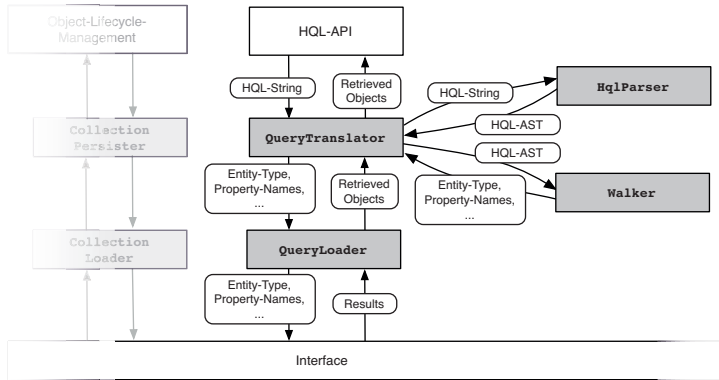 Object-Lifecycle-
Management
HQL-API
HQL-String
Retrieved
Objects
HQL-String
HqlParser
Collection
Persister
QueryTranslator
HQL-AST
HQL-AST
Entity-Type,
Property-Names,
...
Retrieved
Objects
Entity-Type,
Property-Names,
...
Walker
Collection
Loader
QueryLoader
Entity-Type,
Property-Names,
...
Results
Interface